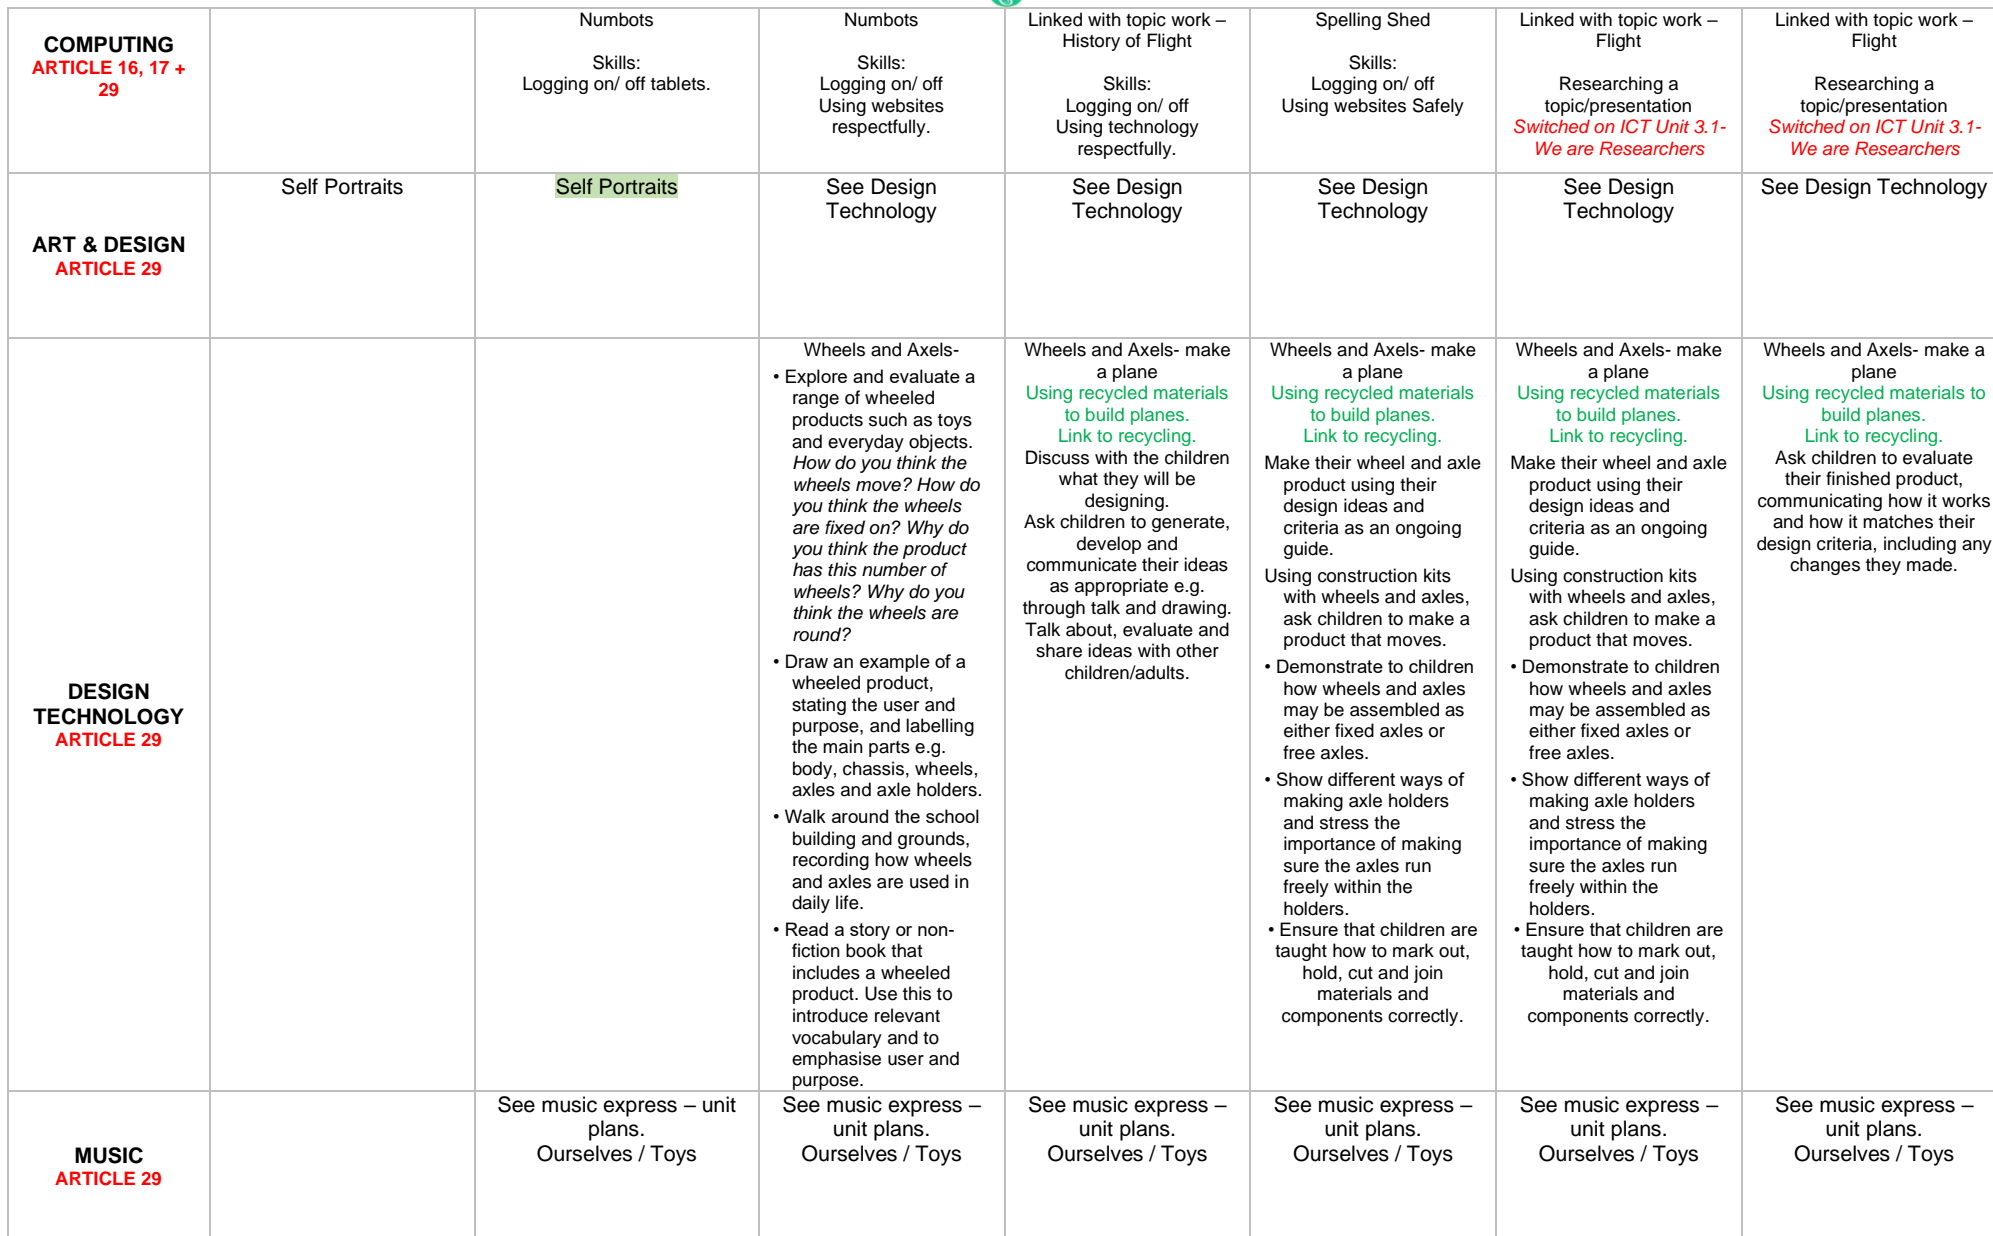 COMPUTING
ARTICLE 16, 17 +
29
Numbots
Skills:
Logging on/ off tablets.
Numbots
Skills:
Logging on/ off
Using websites
respectfully.
Linked with topic work –
History of Flight
Skills:
Logging on/ off
Using technology
respectfully.
Spelling Shed
Skills:
Logging on/ off
Using websites Safely
Linked with topic work –
Flight
Researching a
topic/presentation
Switched on ICT Unit 3.1-
We are Researchers
Linked with topic work –
Flight
Researching a
topic/presentation
Switched on ICT Unit 3.1-
We are Researchers
ART & DESIGN
ARTICLE 29
Self Portraits
Self Portraits
See Design
Technology
See Design
Technology
See Design
Technology
See Design
Technology
See Design Technology
DESIGN
TECHNOLOGY
ARTICLE 29
Wheels and Axels-
• Explore and evaluate a
range of wheeled
products such as toys
and everyday objects.
How do you think the
wheels move? How do
you think the wheels
are fixed on? Why do
you think the product
has this number of
wheels? Why do you
think the wheels are
round?
• Draw an example of a
wheeled product,
stating the user and
purpose, and labelling
the main parts e.g.
body, chassis, wheels,
axles and axle holders.
• Walk around the school
building and grounds,
recording how wheels
and axles are used in
daily life.
• Read a story or non-
fiction book that
includes a wheeled
product. Use this to
introduce relevant
vocabulary and to
emphasise user and
purpose.
Wheels and Axels- make
a plane
Using recycled materials
to build planes.
Link to recycling.
Discuss with the children
what they will be
designing.
Ask children to generate,
develop and
communicate their ideas
as appropriate e.g.
through talk and drawing.
Talk about, evaluate and
share ideas with other
children/adults.
Wheels and Axels- make
a plane
Using recycled materials
to build planes.
Link to recycling.
Make their wheel and axle
product using their
design ideas and
criteria as an ongoing
guide.
Using construction kits
with wheels and axles,
ask children to make a
product that moves.
• Demonstrate to children
how wheels and axles
may be assembled as
either fixed axles or
free axles.
• Show different ways of
making axle holders
and stress the
importance of making
sure the axles run
freely within the
holders.
• Ensure that children are
taught how to mark out,
hold, cut and join
materials and
components correctly.
Wheels and Axels- make
a plane
Using recycled materials
to build planes.
Link to recycling.
Make their wheel and axle
product using their
design ideas and
criteria as an ongoing
guide.
Using construction kits
with wheels and axles,
ask children to make a
product that moves.
• Demonstrate to children
how wheels and axles
may be assembled as
either fixed axles or
free axles.
• Show different ways of
making axle holders
and stress the
importance of making
sure the axles run
freely within the
holders.
• Ensure that children are
taught how to mark out,
hold, cut and join
materials and
components correctly.
Wheels and Axels- make a
plane
Using recycled materials to
build planes.
Link to recycling.
Ask children to evaluate
their finished product,
communicating how it works
and how it matches their
design criteria, including any
changes they made.
MUSIC
ARTICLE 29
See music express – unit
plans.
Ourselves / Toys
See music express –
unit plans.
Ourselves / Toys
See music express –
unit plans.
Ourselves / Toys
See music express –
unit plans.
Ourselves / Toys
See music express –
unit plans.
Ourselves / Toys
See music express –
unit plans.
Ourselves / Toys